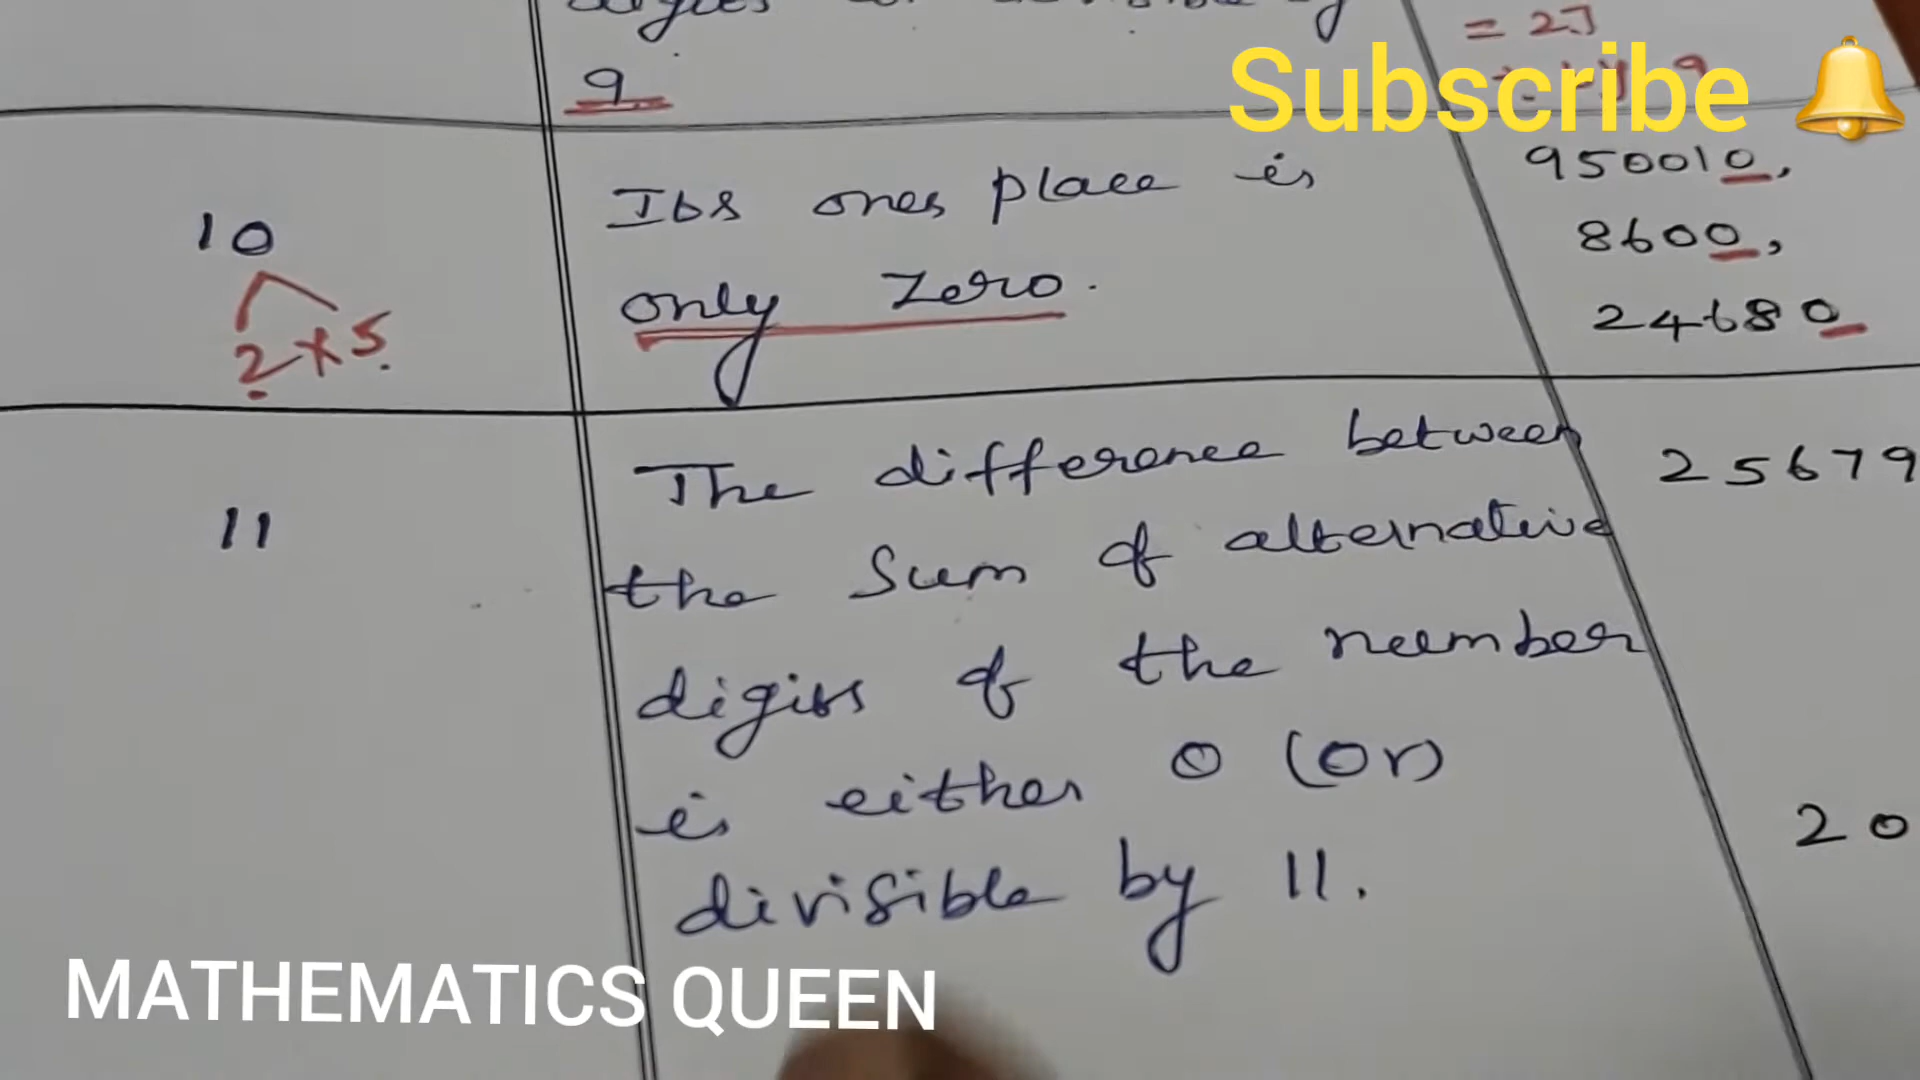 9
= 27
Subscribe
10
2 × 5
Its ones place is
only zero.
950010,
8600,
24680
11
The difference between
the sum of alternative
digits of the number
is either 0 (or)
divisible by 11.
25679
20
MATHEMATICS QUEEN